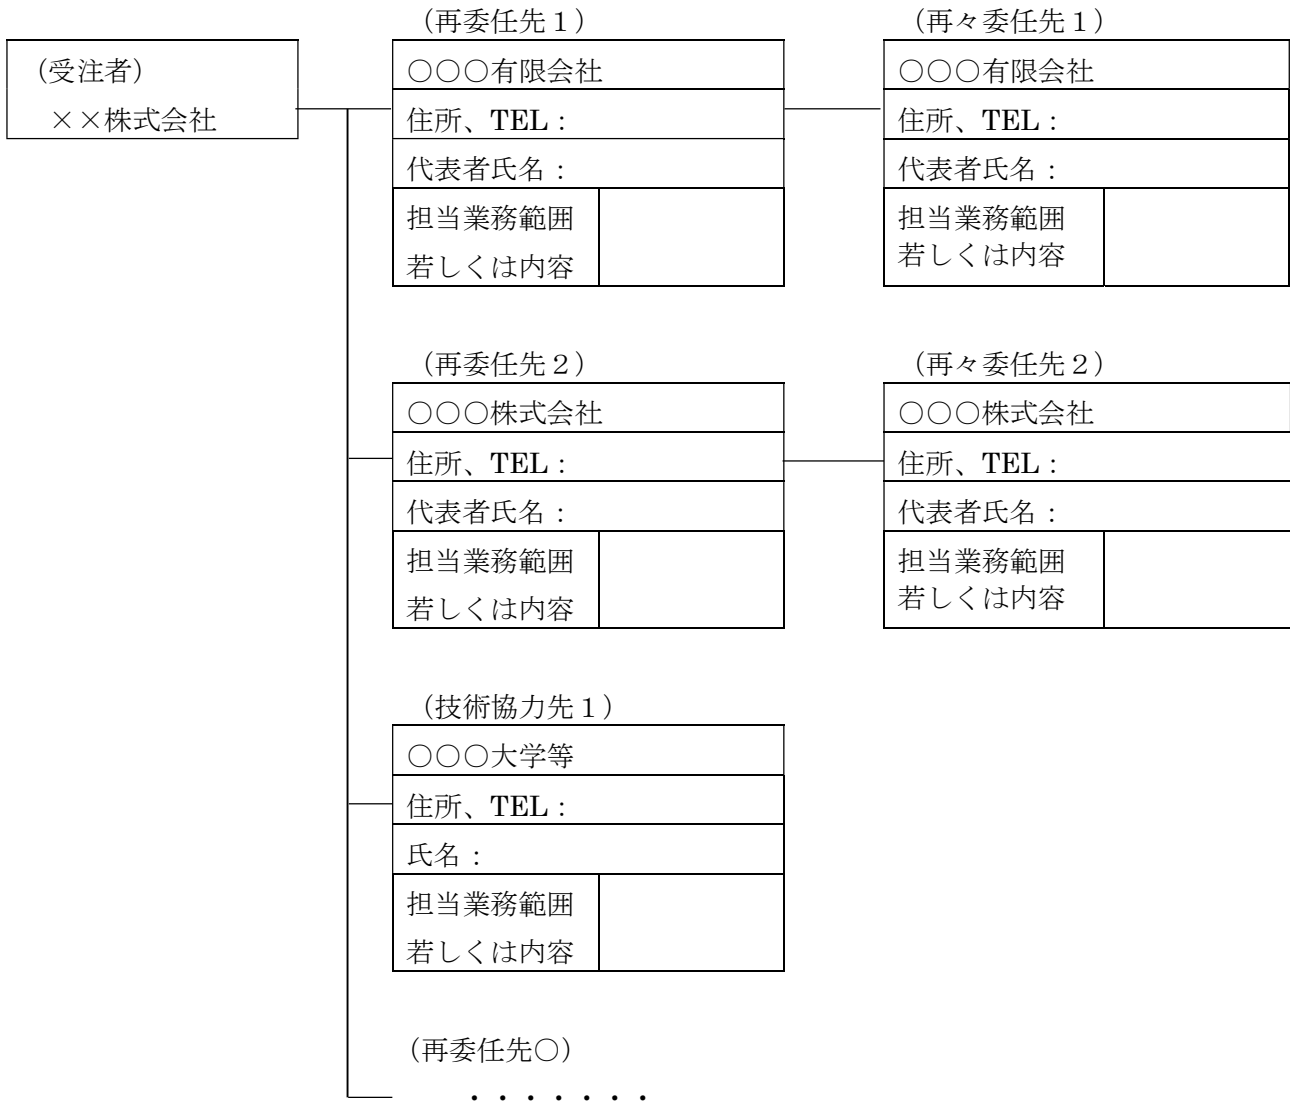 （受注者）
××株式会社
（再委任先１）
○○○有限会社
住所、TEL：
代表者氏名：
担当業務範囲
若しくは内容
（再々委任先１）
○○○有限会社
住所、TEL：
代表者氏名：
担当業務範囲
若しくは内容
（再委任先２）
○○○株式会社
住所、TEL：
代表者氏名：
担当業務範囲
若しくは内容
（再々委任先２）
○○○株式会社
住所、TEL：
代表者氏名：
担当業務範囲
若しくは内容
（技術協力先１）
○○○大学等
住所、TEL：
氏名：
担当業務範囲
若しくは内容
（再委任先○）
・・・・・・・